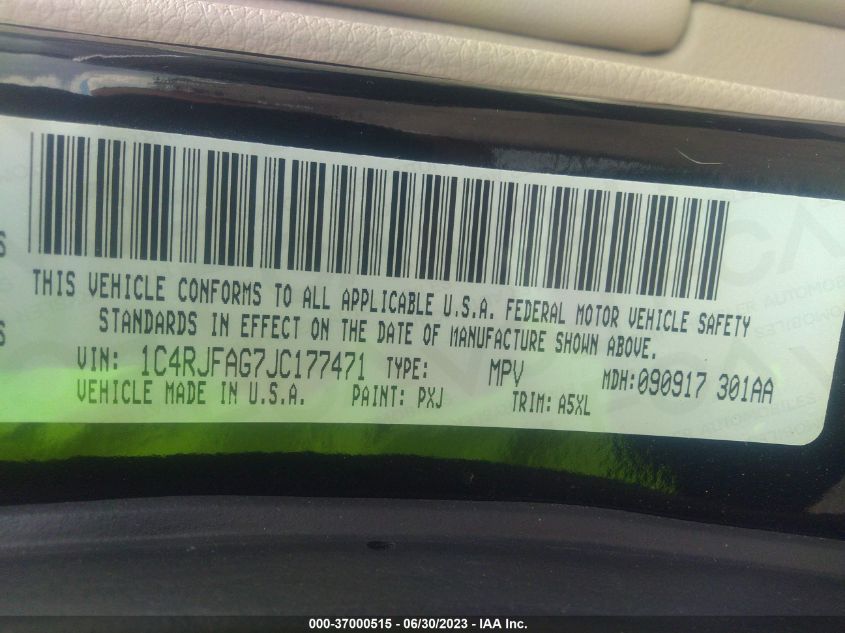 THIS VEHICLE CONFORMS TO ALL APPLICABLE U.S.A. FEDERAL MOTOR VEHICLE SAFETY
STANDARDS IN EFFECT ON THE DATE OF MANUFACTURE SHOWN ABOVE.
VIN: 1C4RJFAG7JC177471 TYPE: MPV MDH:090917 301AA
VEHICLE MADE IN U.S.A. PAINT: PXJ TRIM: A5XL
000-37000515 - 06/30/2023 - IAA Inc.